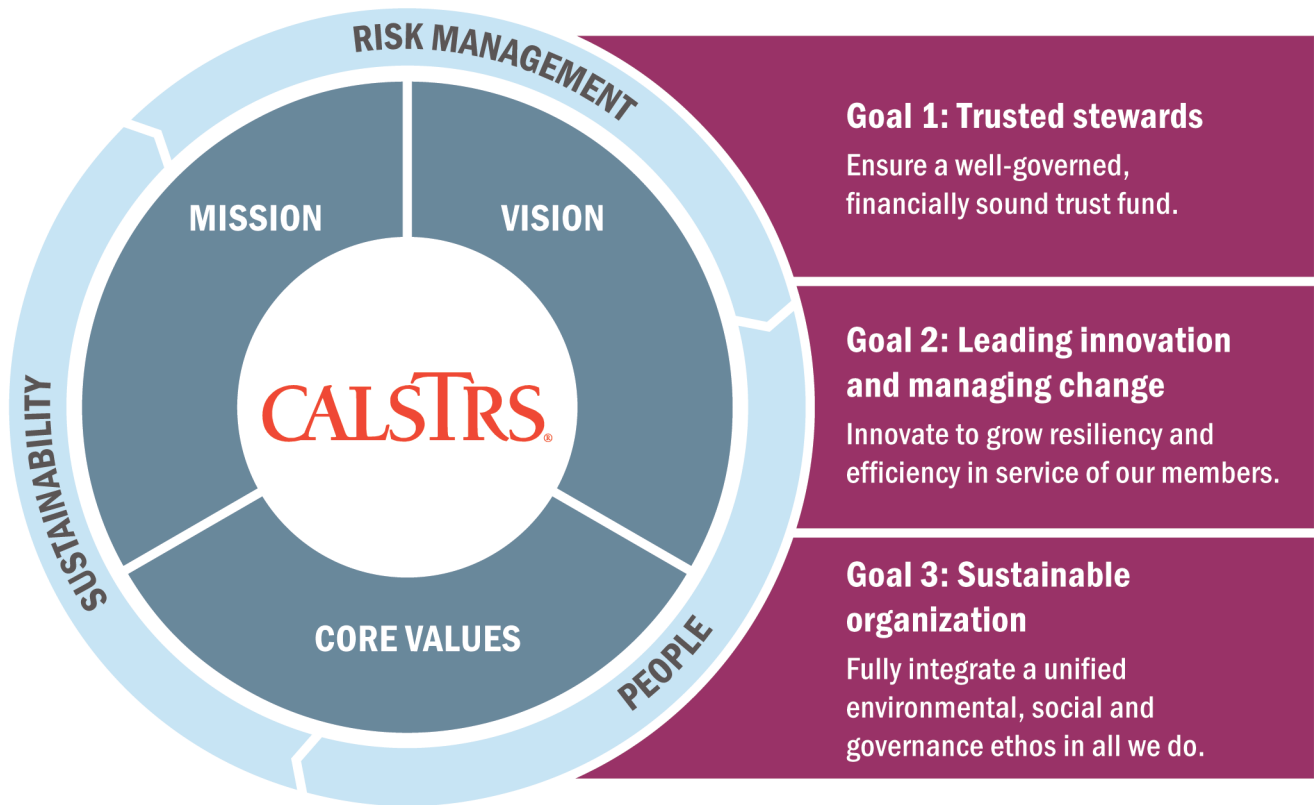 RISK MANAGEMENT
MISSION
VISION
CALSTRS®
SUSTAINABILITY
CORE VALUES
PEOPLE
Goal 1: Trusted stewards
Ensure a well-governed,
financially sound trust fund.
Goal 2: Leading innovation
and managing change
Innovate to grow resiliency and
efficiency in service of our members.
Goal 3: Sustainable
organization
Fully integrate a unified
environmental, social and
governance ethos in all we do.